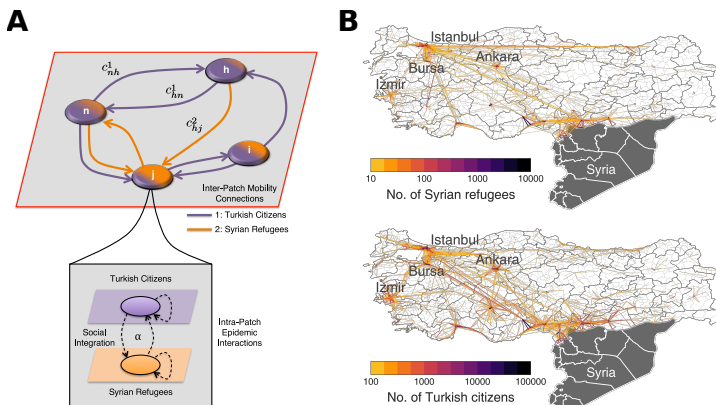 A
c¹ₙₕ
h
c¹ₕₙ
n
c²ₕⱼ
i
j
Inter-Patch Mobility
Connections
1: Turkish Citizens
2: Syrian Refugees
Turkish Citizens
Social
Integration
α
Intra-Patch
Epidemic
Interactions
Syrian Refugees
B
Istanbul
Ankara
Bursa
Izmir
Syria
10 100 1000 10000
No. of Syrian refugees
Istanbul
Ankara
Bursa
Izmir
Syria
100 1000 10000 100000
No. of Turkish citizens